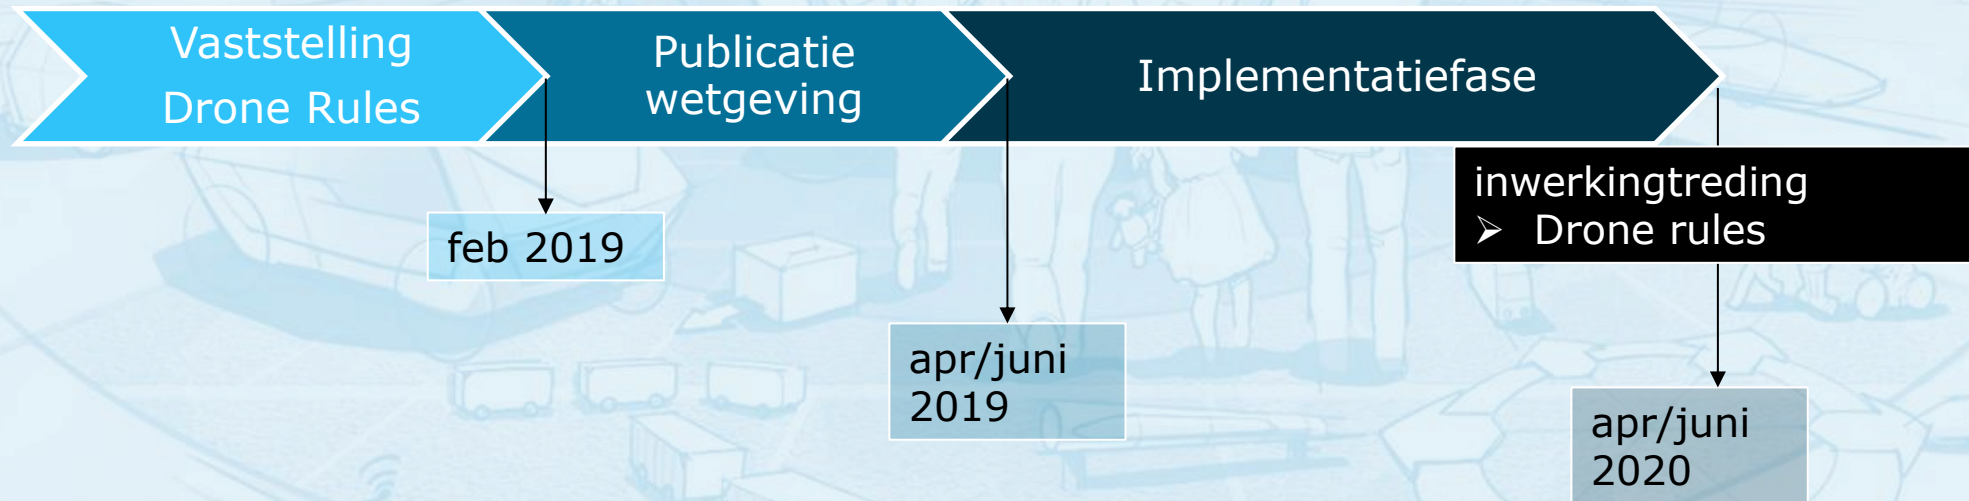 Vaststelling
Drone Rules
Publicatie
wetgeving
Implementatiefase
inwerkingtreding
➢ Drone rules
feb 2019
apr/juni
2019
apr/juni
2020